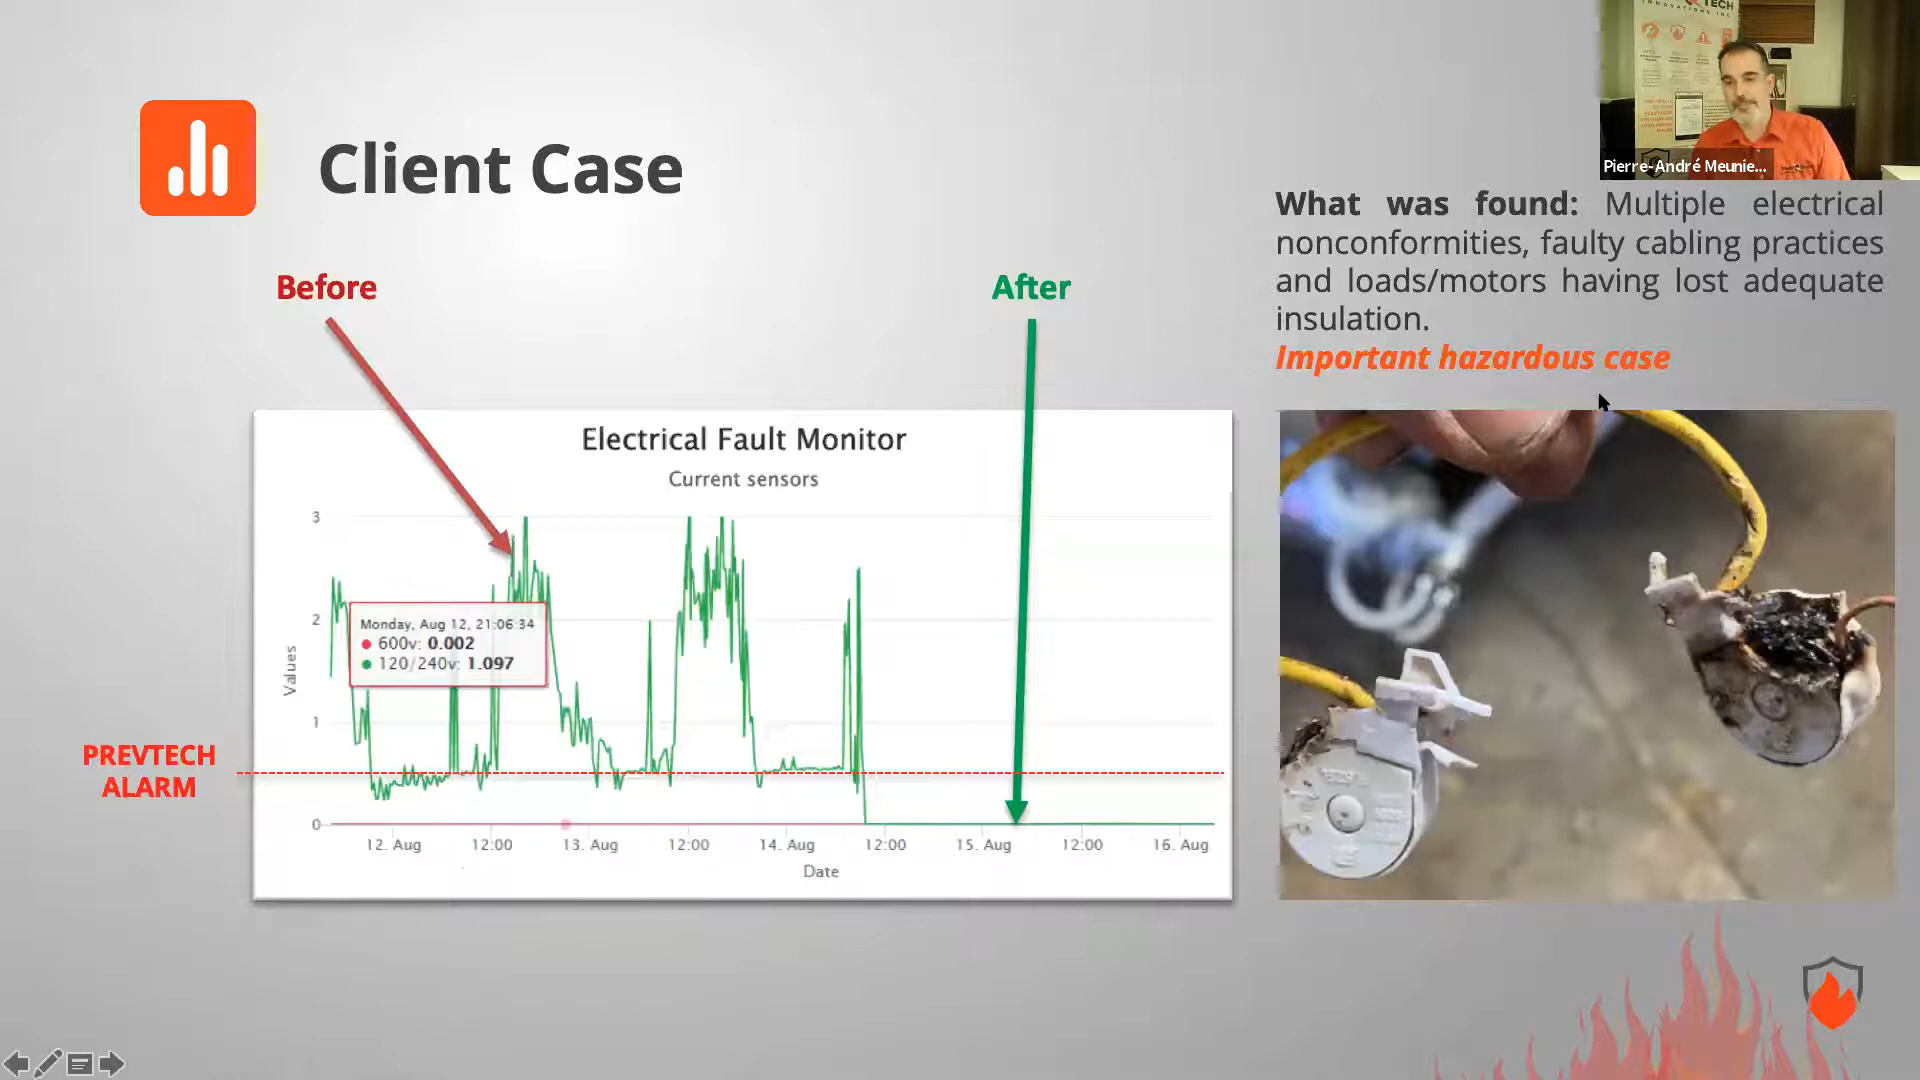 TECH
INNOVATIONS INC
Pierre-André Meunie...
Client Case
What was found: Multiple electrical
nonconformities, faulty cabling practices
and loads/motors having lost adequate
insulation.
Important hazardous case
Before
After
Electrical Fault Monitor
Current sensors
3
2
1
0
Values
Monday, Aug 12, 21:06:34
600v: 0.002
120/240v: 1.097
PREVTECH
ALARM
12. Aug
12:00
13. Aug
12:00
14. Aug
12:00
15. Aug
12:00
16. Aug
Date